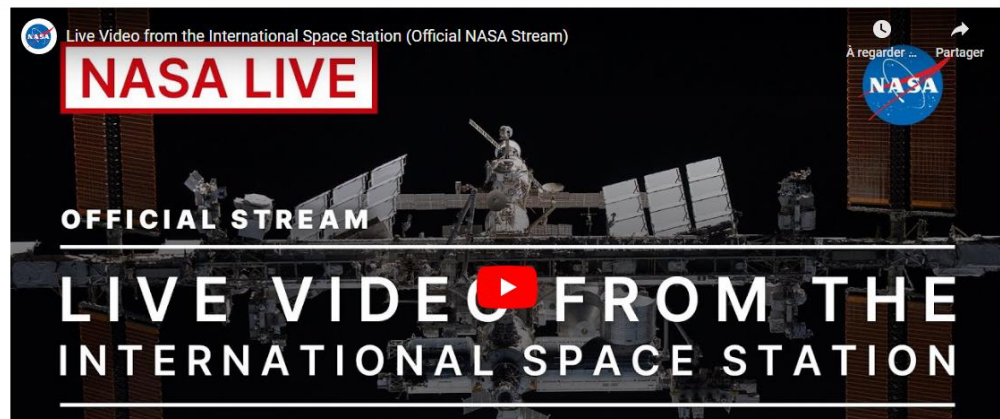 NASA
Live Video from the International Space Station (Official NASA Stream)
À regarder ...
Partager
NASA LIVE
NASA
OFFICIAL STREAM
LIVE VIDEO FROM THE
INTERNATIONAL SPACE STATION